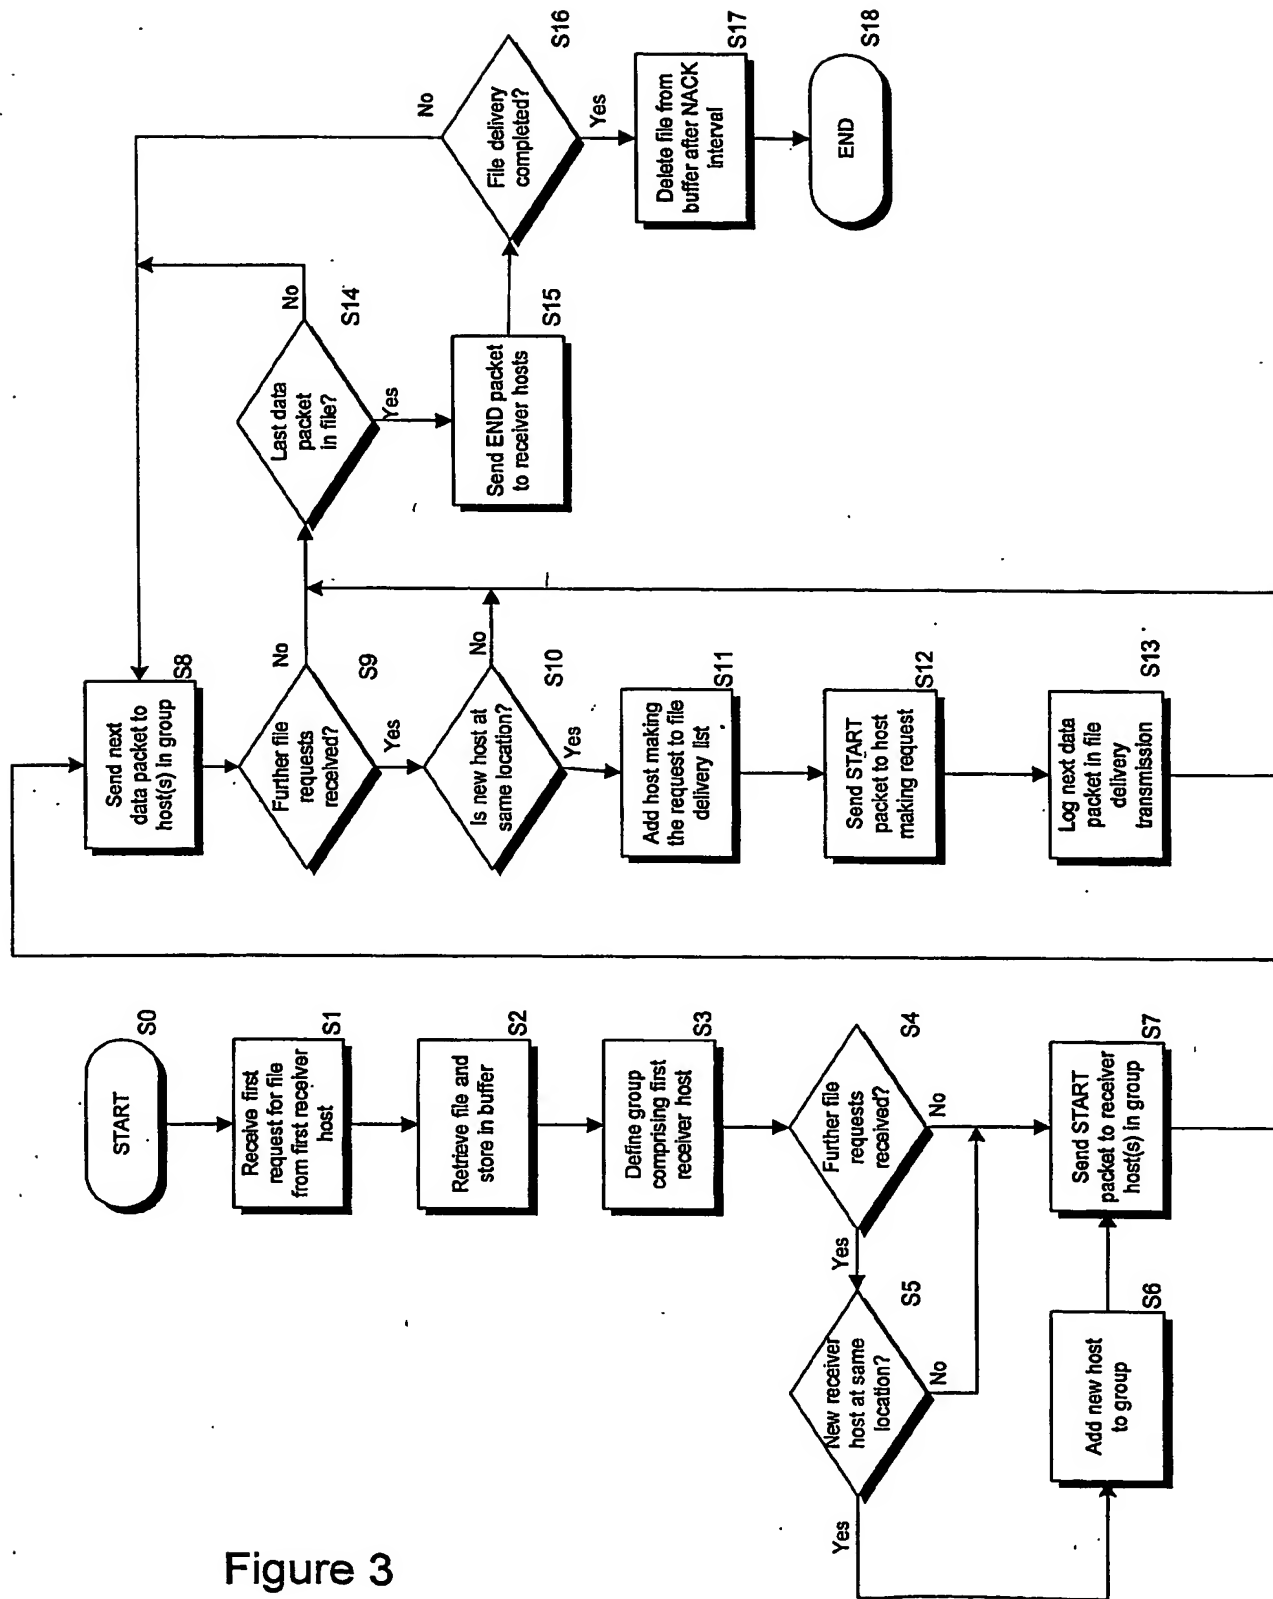 START
S0
Receive first
request for file
from first receiver
host
S1
Retrieve file and
store in buffer
S2
Define group
comprising first
receiver host
S3
Further file
requests
received?
S4
Yes
No
New receiver
host at same
location?
S5
Yes
No
Add new host
to group
S6
Send START
packet to receiver
host(s) in group
S7
Send next
data packet to
host(s) in group
S8
Further file
requests
received?
S9
No
Yes
Is new host at
same location?
S10
No
Yes
Add host making
the request to file
delivery list
S11
Send START
packet to host
making request
S12
Log next data
packet in file
delivery
transmission
S13
Last data
packet
in file?
S14
No
Yes
Send END packet
to receiver hosts
S15
File delivery
completed?
S16
No
Yes
Delete file from
buffer after NACK
interval
S17
END
S18
Figure 3